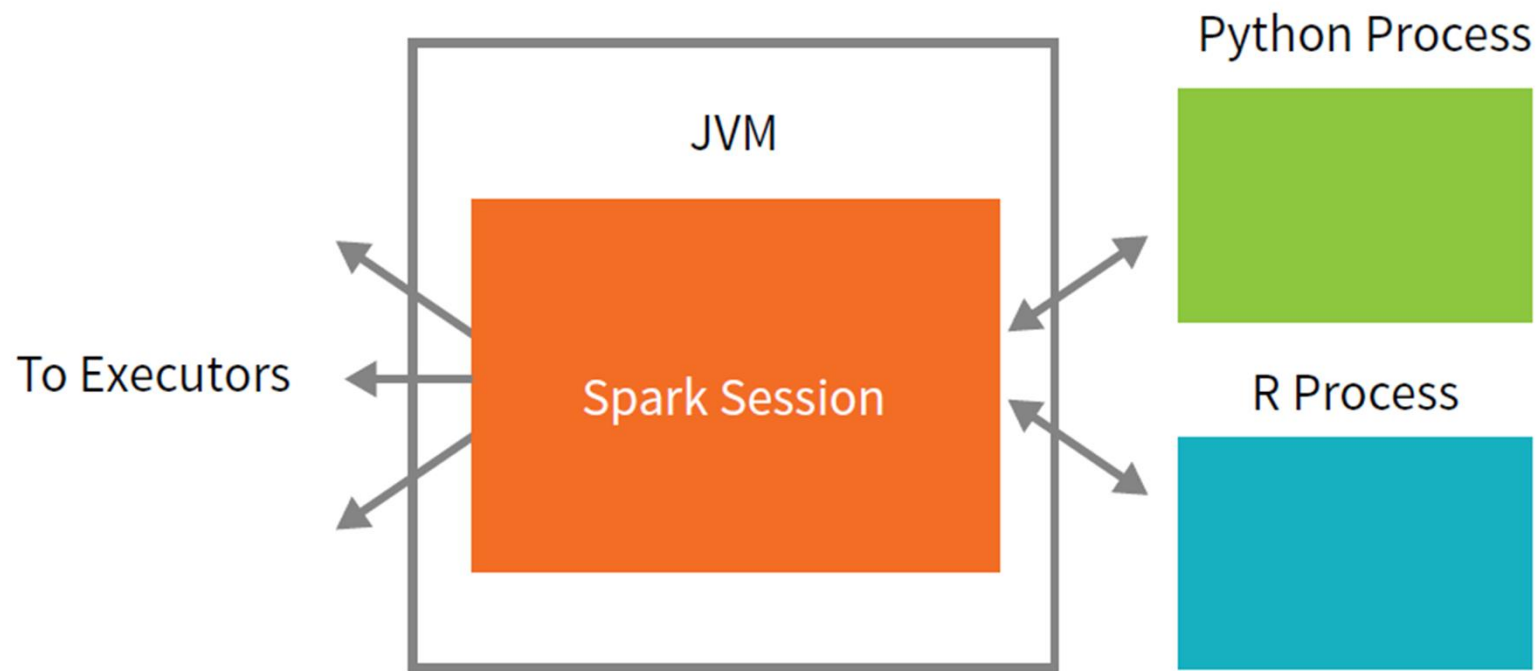 Python Process
JVM
To Executors
Spark Session
R Process